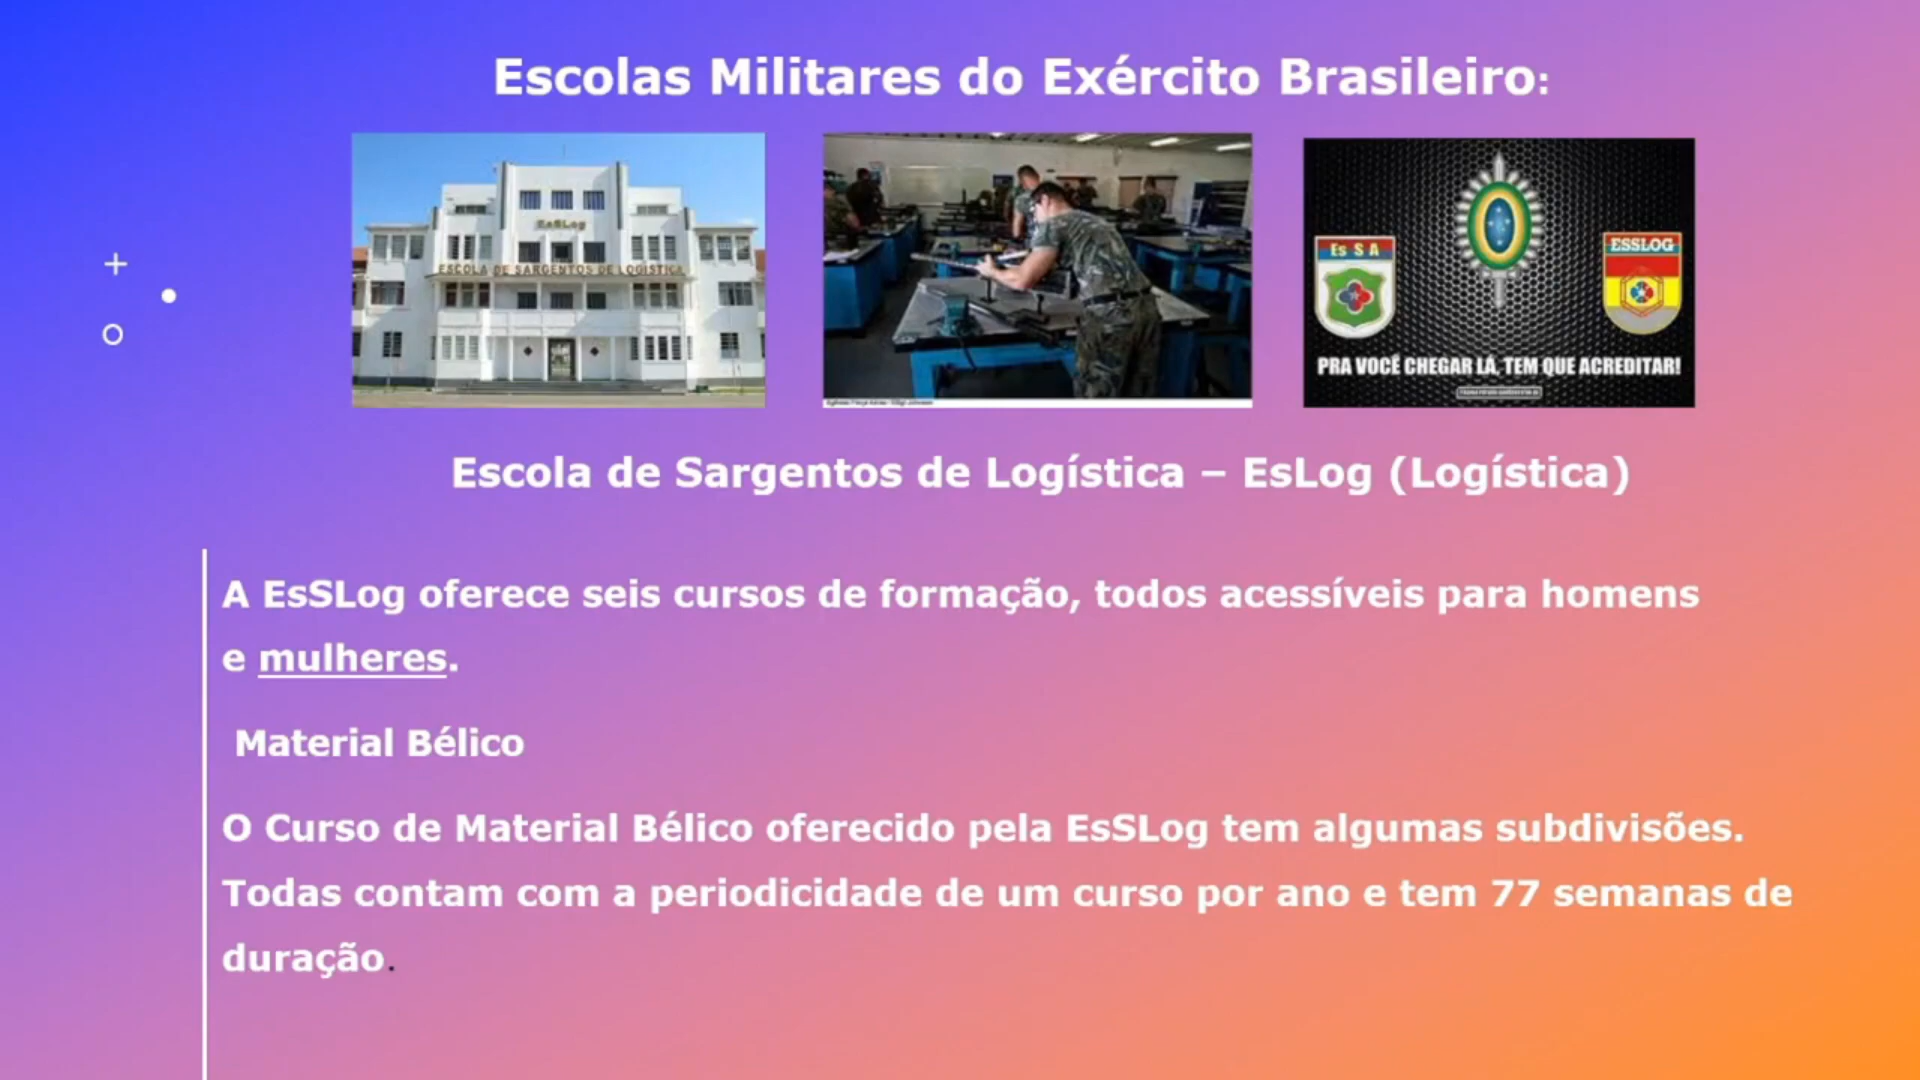 Escolas Militares do Exército Brasileiro:
EsSLog
ESCOLA DE SARGENTOS DE LOGÍSTICA
Es S A
ESSLOG
PRA VOCÊ CHEGAR LÁ, TEM QUE ACREDITAR!
Escola de Sargentos de Logística – EsLog (Logística)
A EsSLog oferece seis cursos de formação, todos acessíveis para homens
e mulheres.
Material Bélico
O Curso de Material Bélico oferecido pela EsSLog tem algumas subdivisões.
Todas contam com a periodicidade de um curso por ano e tem 77 semanas de
duração.